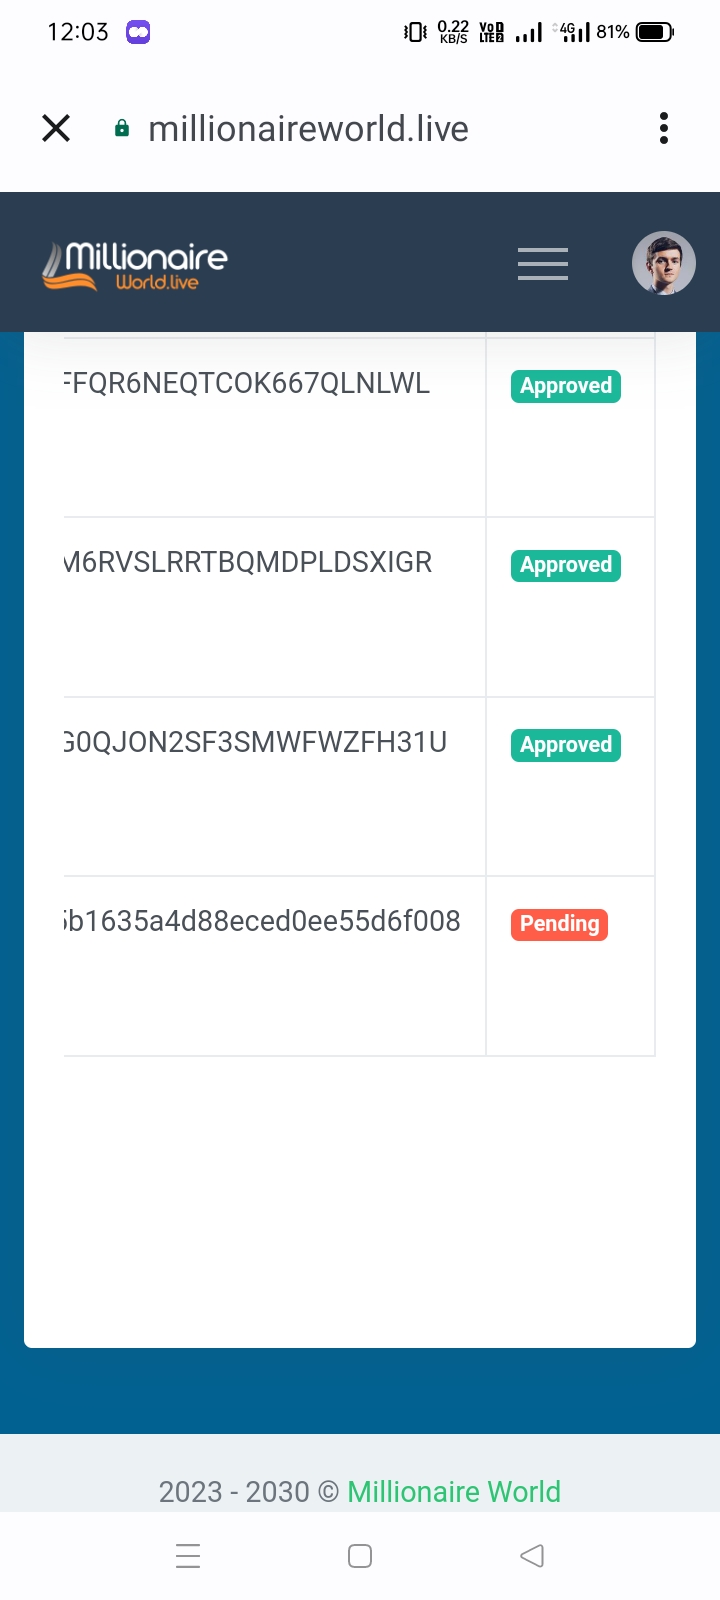 12:03
0.22
KB/S
VoD
LTE2
4G
81%
millionaireworld.live
Millionaire
World.live
FFQR6NEQTCOK667QLNLWL
Approved
M6RVSLRRTBQMDPLDSXIGR
Approved
G0QJON2SF3SMWFWZFH31U
Approved
5b1635a4d88eced0ee55d6f008
Pending
2023 - 2030 © Millionaire World